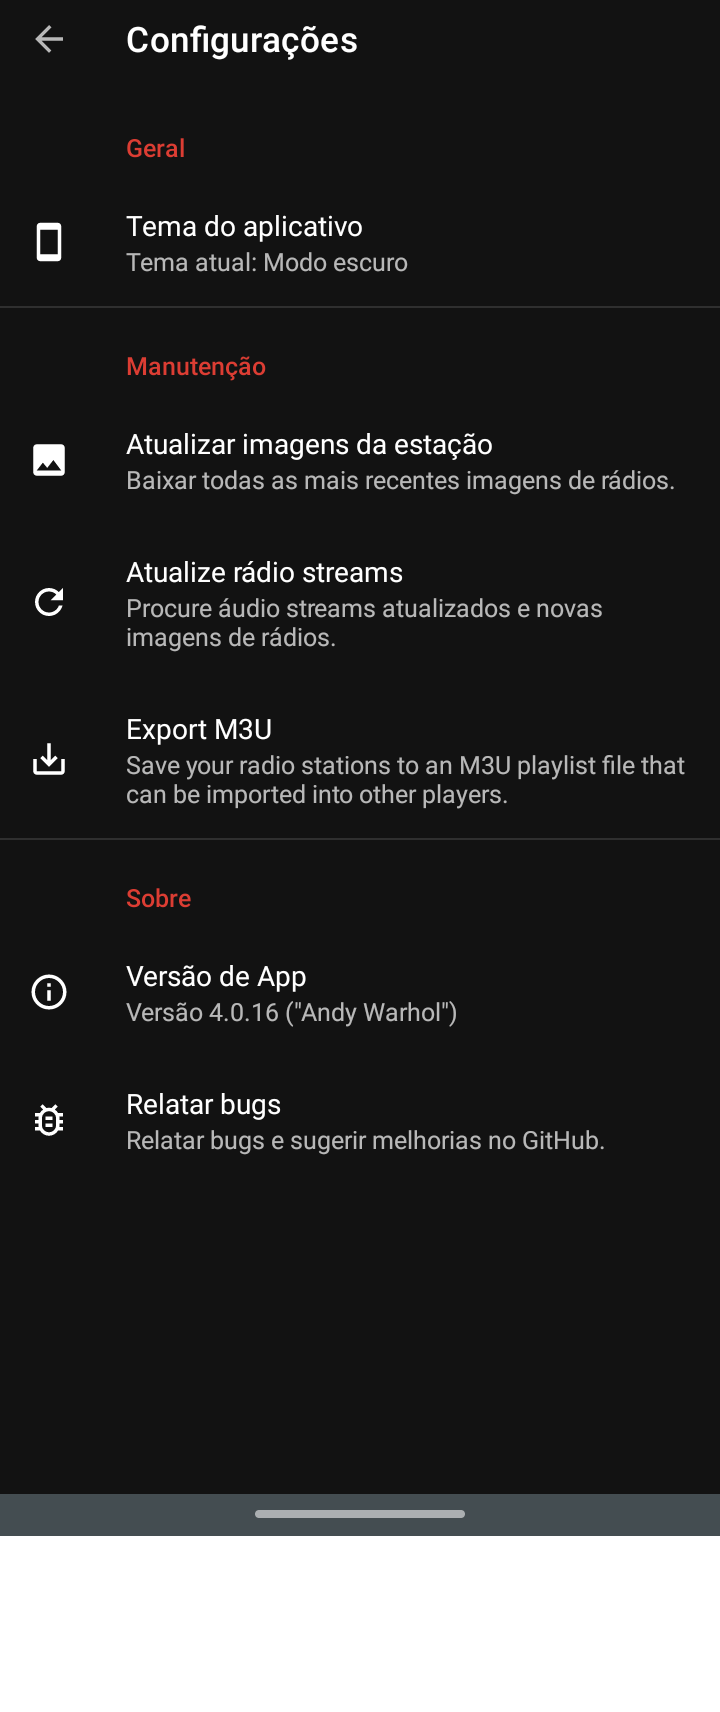 Configurações
Geral
Tema do aplicativo
Tema atual: Modo escuro
Manutenção
Atualizar imagens da estação
Baixar todas as mais recentes imagens de rádios.
Atualize rádio streams
Procure áudio streams atualizados e novas
imagens de rádios.
Export M3U
Save your radio stations to an M3U playlist file that
can be imported into other players.
Sobre
Versão de App
Versão 4.0.16 ("Andy Warhol")
Relatar bugs
Relatar bugs e sugerir melhorias no GitHub.